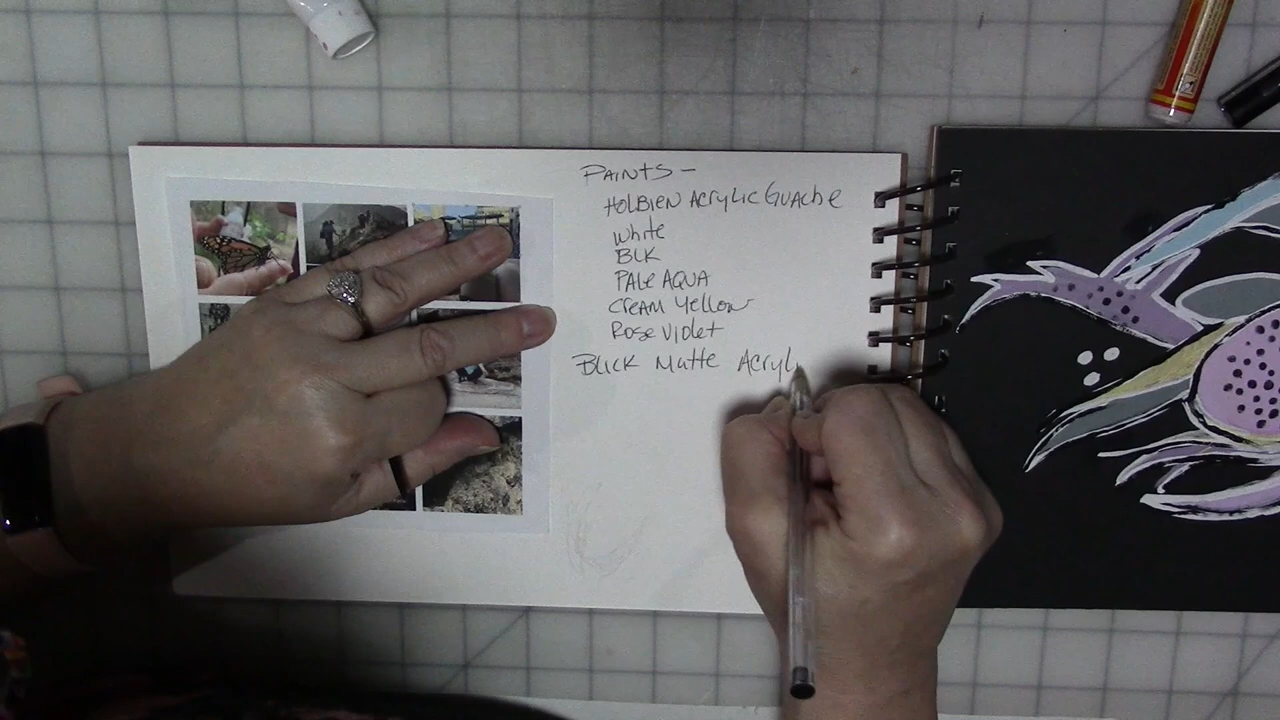 PAINTS -
HOLBIEN ACRYLIC GUACHE
White
BLK
PALE AQUA
CREAM YELLOW
ROSE VIOLET
BLICK MATTE ACRYL